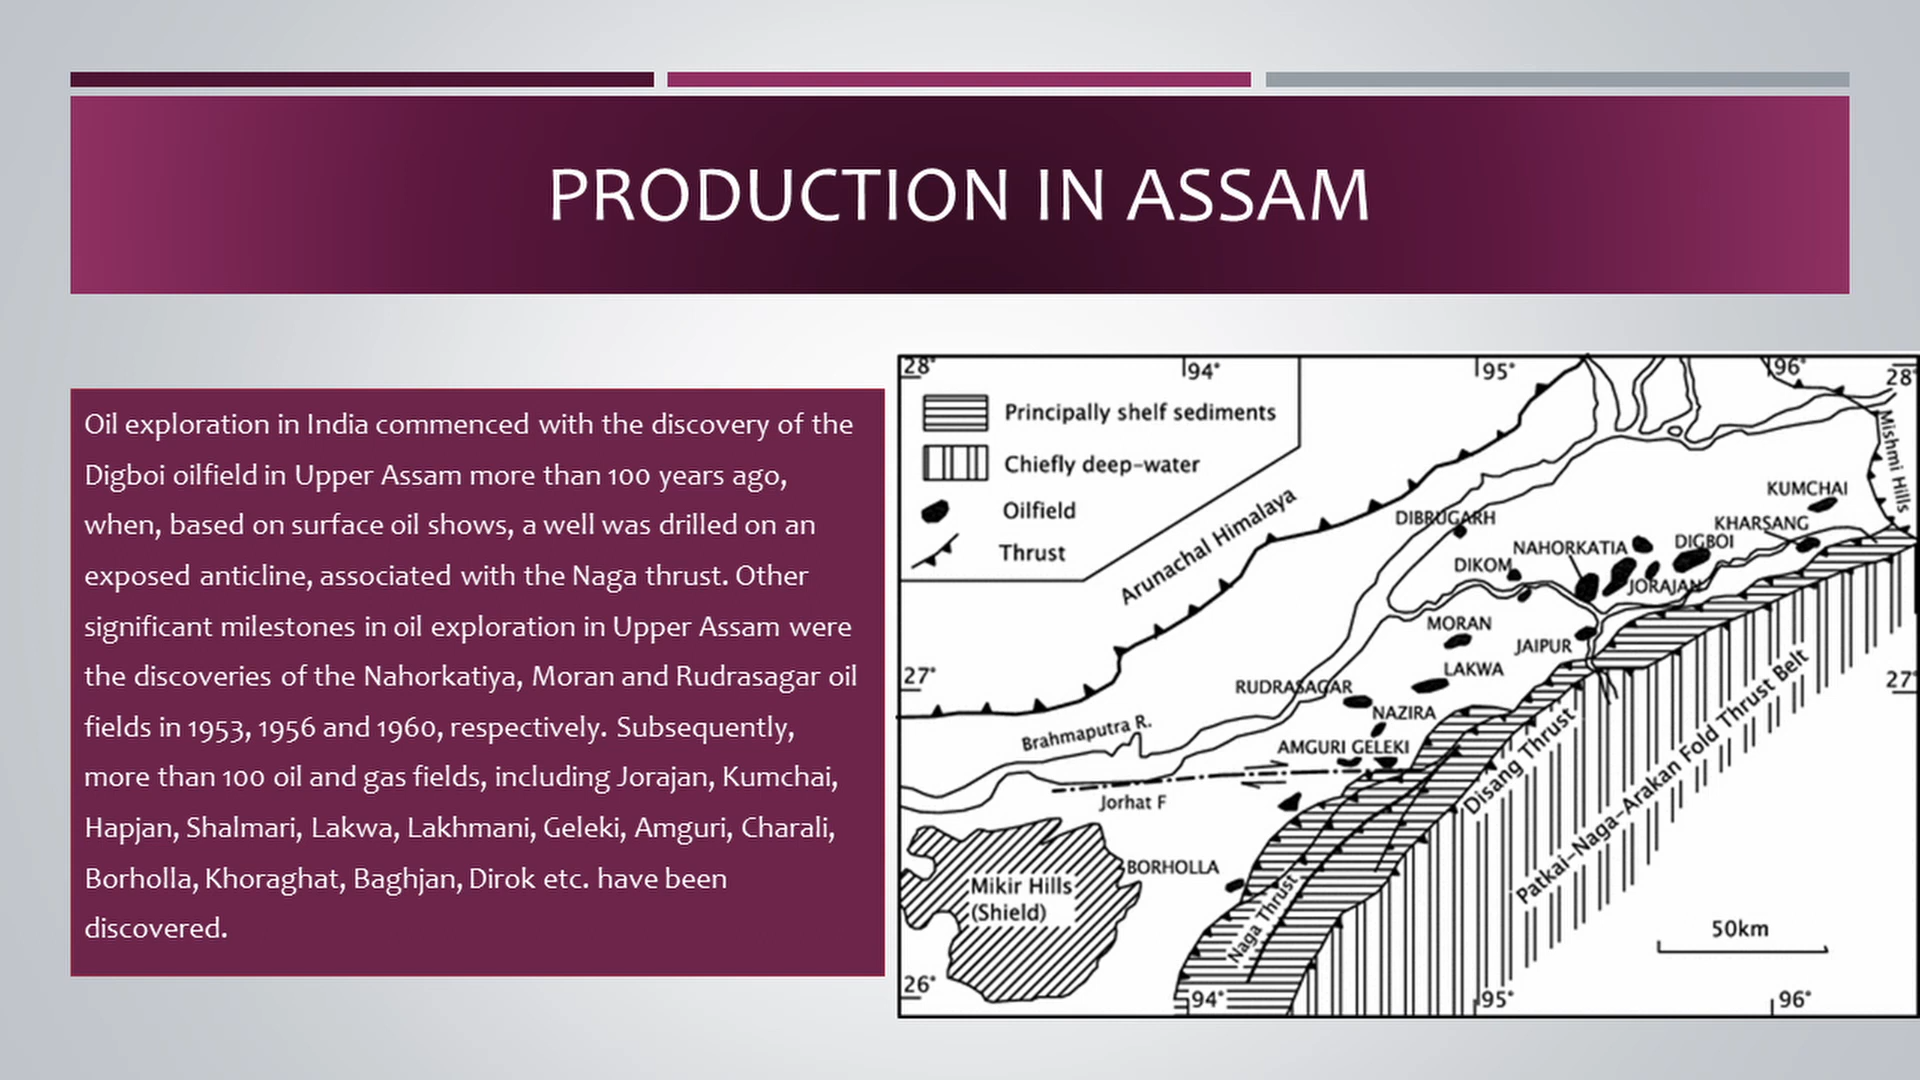 PRODUCTION IN ASSAM
Oil exploration in India commenced with the discovery of the
Digboi oilfield in Upper Assam more than 100 years ago,
when, based on surface oil shows, a well was drilled on an
exposed anticline, associated with the Naga thrust. Other
significant milestones in oil exploration in Upper Assam were
the discoveries of the Nahorkatiya, Moran and Rudrasagar oil
fields in 1953, 1956 and 1960, respectively. Subsequently,
more than 100 oil and gas fields, including Jorajan, Kumchai,
Hapjan, Shalmari, Lakwa, Lakhmani, Geleki, Amguri, Charali,
Borholla, Khoraghat, Baghjan, Dirok etc. have been
discovered.
28°
94°
95°
96°
28°
Principally shelf sediments
Chiefly deep-water
Oilfield
Thrust
Arunachal Himalaya
Mishmi Hills
KUMCHAI
DIBRUGARH
KHARSANG
NAHORKATIA
DIGBOI
DIKOM
JORAJAN
MORAN
JAIPUR
LAKWA
27°
27°
RUDRASAGAR
NAZIRA
Brahmaputra R.
AMGURI GELEKI
Jorhat F
Disang Thrust
Patkai-Naga-Arakan Fold Thrust Belt
BORHOLLA
Mikir Hills
(Shield)
Naga Thrust
50km
26°
94°
95°
96°